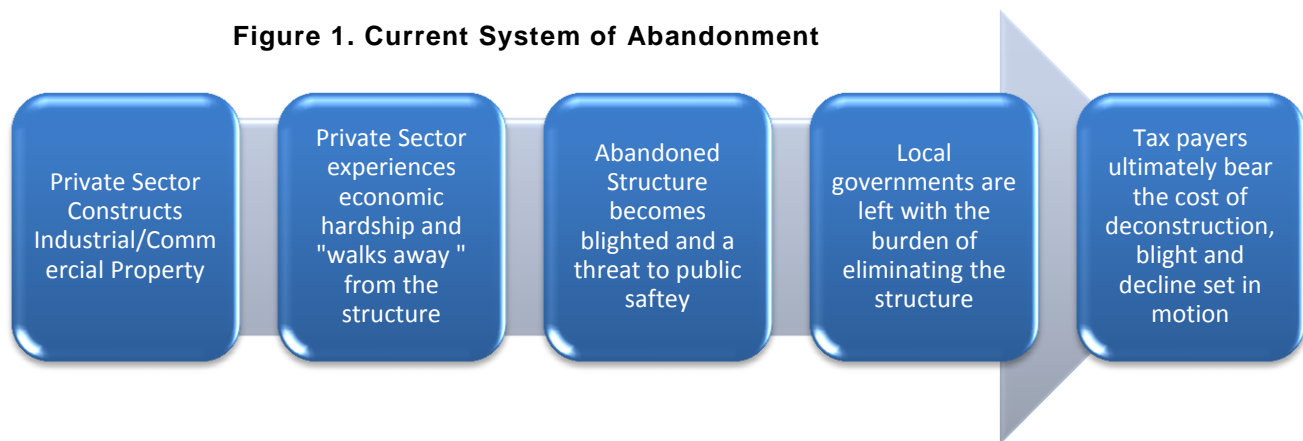 Figure 1. Current System of Abandonment
Private Sector
Constructs
Industrial/Comm
ercial Property
Private Sector
experiences
economic
hardship and
"walks away "
from the
structure
Abandoned
Structure
becomes
blighted and a
threat to public
saftey
Local
governments are
left with the
burden of
eliminating the
structure
Tax payers
ultimately bear
the cost of
deconstruction,
blight and
decline set in
motion